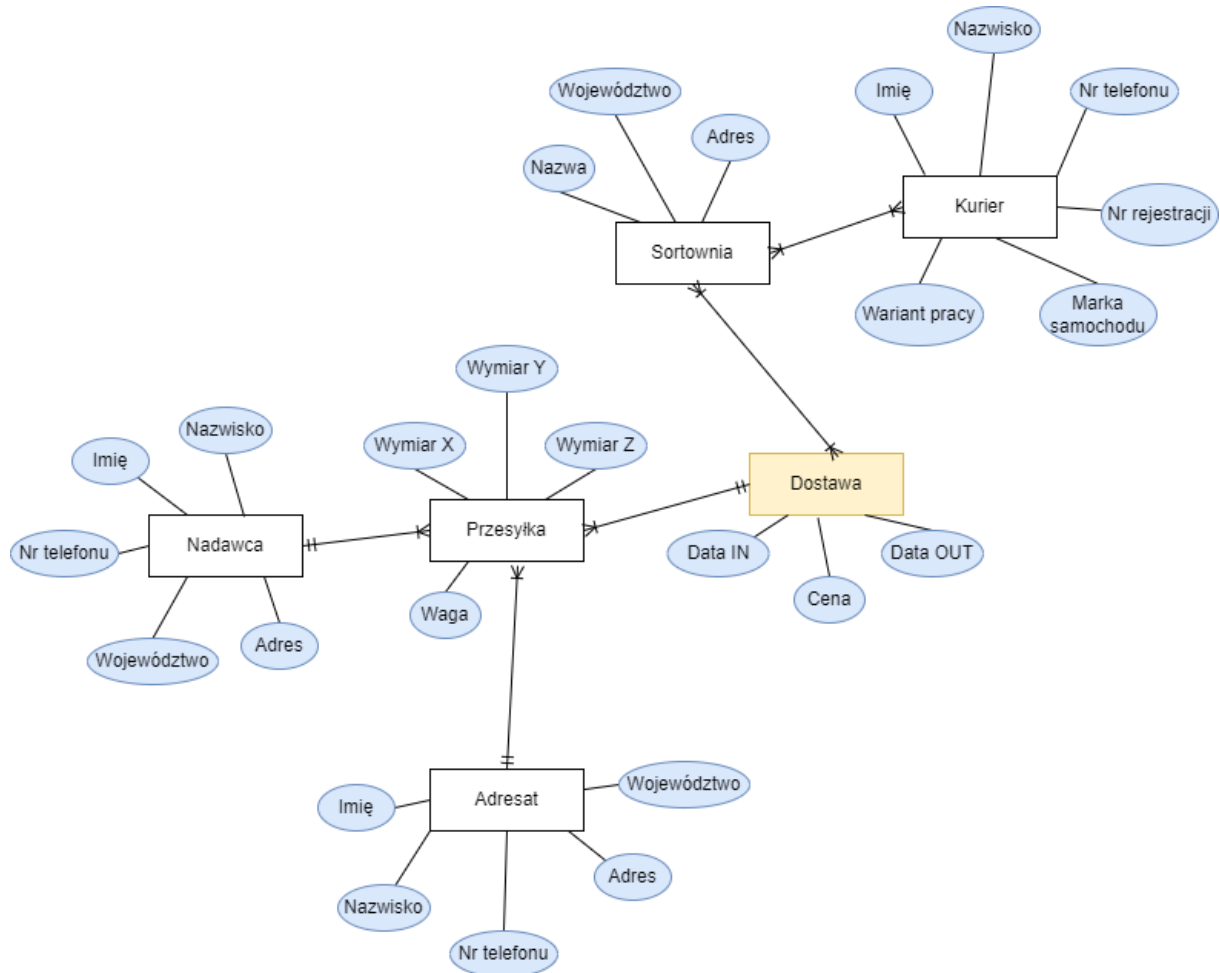 Nazwisko
Imię
Nr telefonu
Województwo
Adres
Nazwa
Kurier
Nr rejestracji
Sortownia
Wariant pracy
Marka
samochodu
Wymiar Y
Nazwisko
Wymiar X
Wymiar Z
Imię
Dostawa
Przesyłka
Nadawca
Nr telefonu
Data IN
Data OUT
Cena
Waga
Adres
Województwo
Województwo
Adresat
Imię
Adres
Nazwisko
Nr telefonu